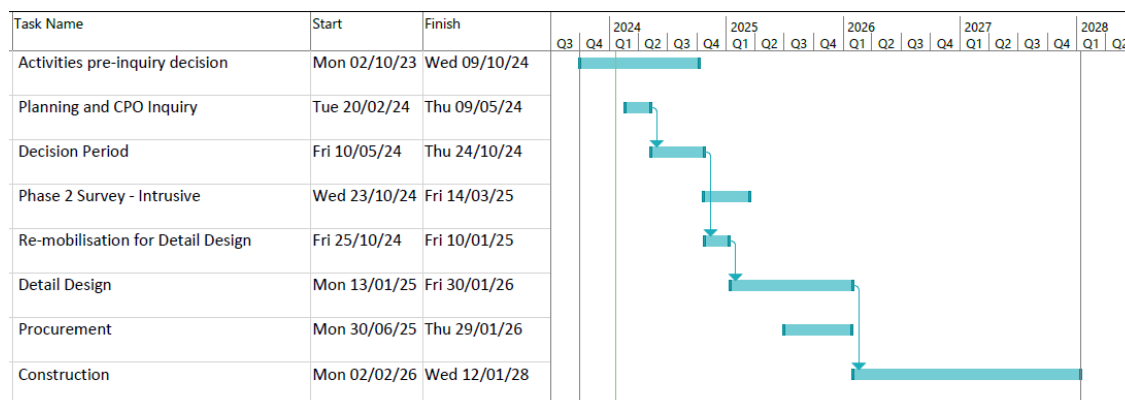 Task Name Start Finish 2024 2025 2026 2027 2028
Q3 Q4 Q1 Q2 Q3 Q4 Q1 Q2 Q3 Q4 Q1 Q2 Q3 Q4 Q1 Q2 Q3 Q4 Q1 Q2
Activities pre-inquiry decision Mon 02/10/23 Wed 09/10/24
Planning and CPO Inquiry Tue 20/02/24 Thu 09/05/24
Decision Period Fri 10/05/24 Thu 24/10/24
Phase 2 Survey - Intrusive Wed 23/10/24 Fri 14/03/25
Re-mobilisation for Detail Design Fri 25/10/24 Fri 10/01/25
Detail Design Mon 13/01/25 Fri 30/01/26
Procurement Mon 30/06/25 Thu 29/01/26
Construction Mon 02/02/26 Wed 12/01/28